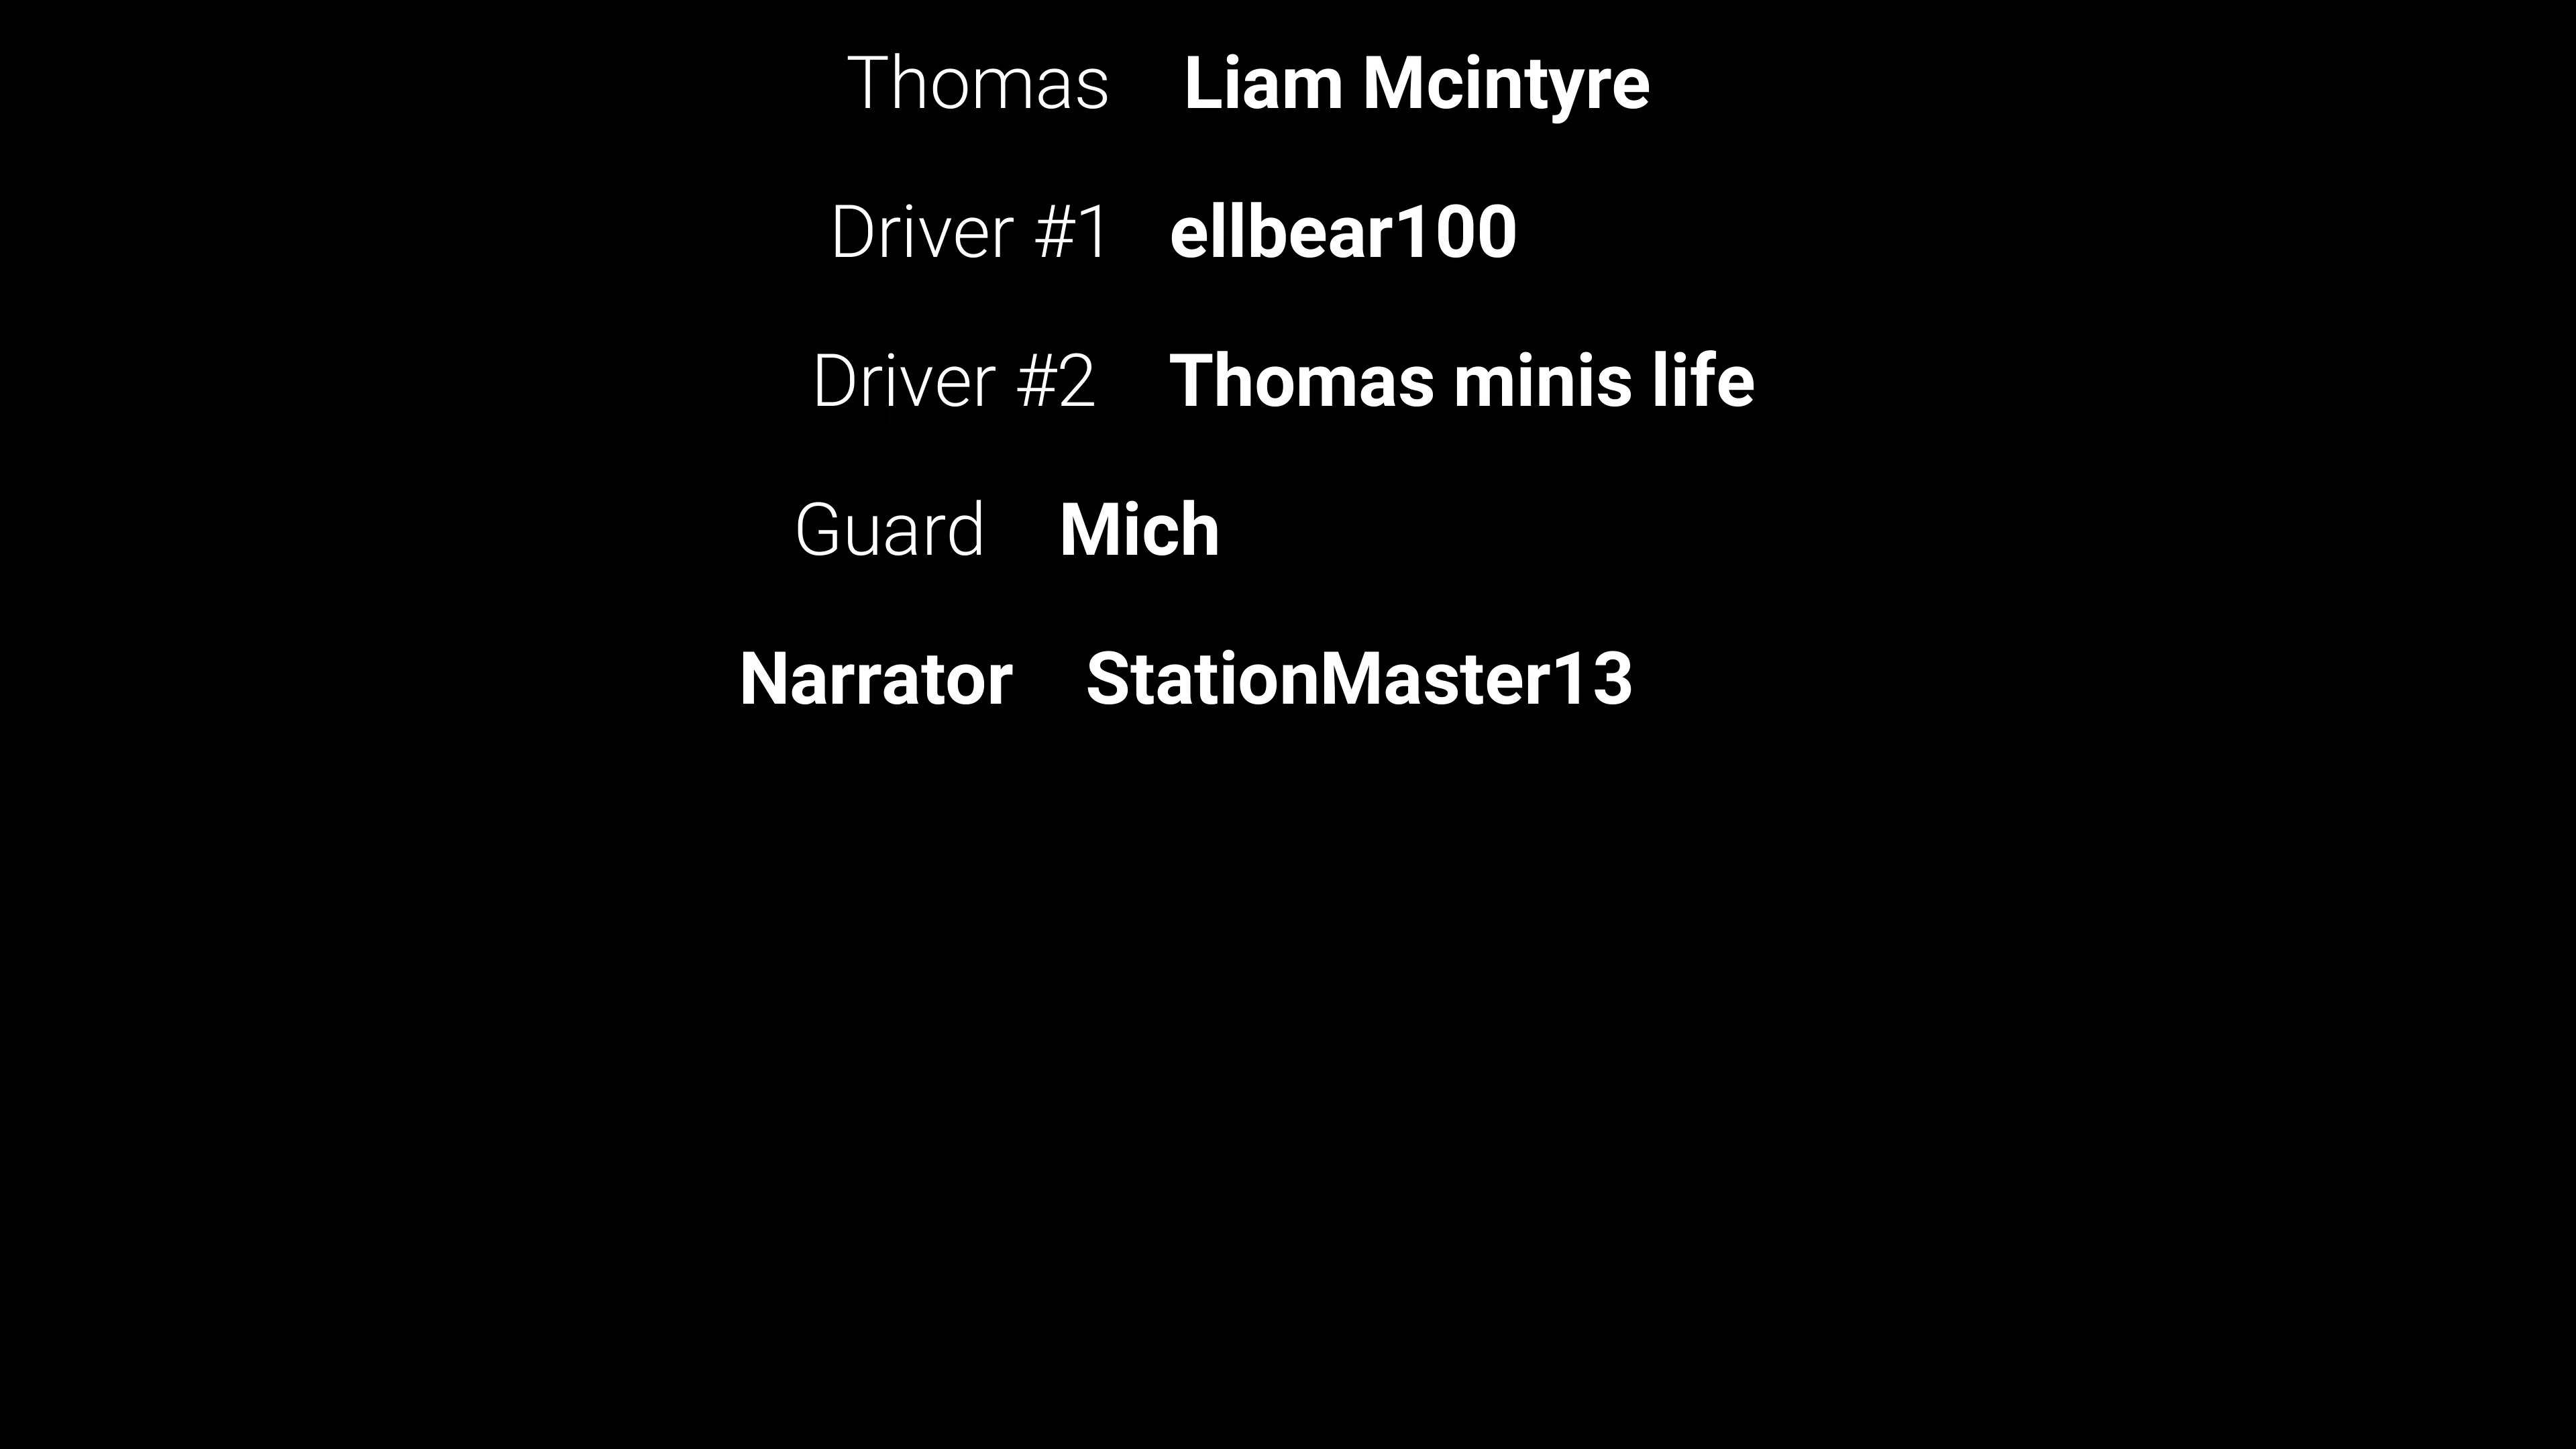 Thomas Liam Mcintyre
Driver #1 ellbear100
Driver #2 Thomas minis life
Guard Mich
Narrator StationMaster13